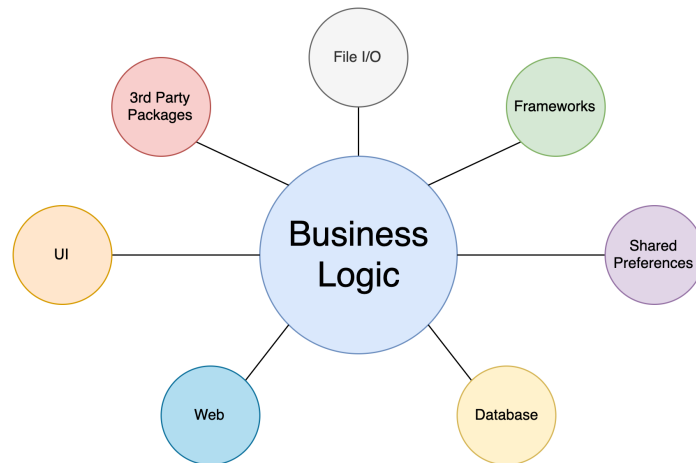 File I/O
3rd Party
Packages
Frameworks
Business
Logic
UI
Shared
Preferences
Web
Database